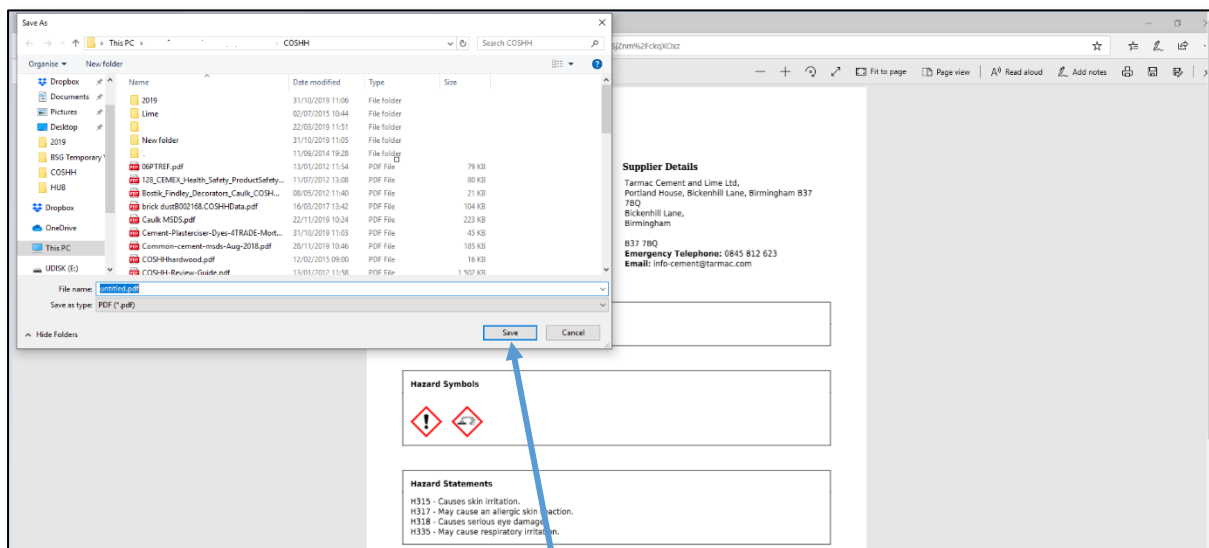 Save As
This PC COSHH
Search COSHH
Organise New folder
Name Date modified Type Size
Dropbox
Documents
Pictures
Desktop
2019
BSG Temporary
COSHH
HUB
Dropbox
OneDrive
This PC
UDISK (E:)
2019 31/10/2019 11:06 File folder
Lime 02/07/2015 10:44 File folder
22/03/2019 11:51 File folder
New folder 31/10/2019 11:05 File folder
11/09/2014 19:28 File folder
06PTREF.pdf 13/01/2012 11:54 PDF File 79 KB
128_CEMEX_Health_Safety_ProductSafety... 11/07/2012 13:08 PDF File 80 KB
Bostik_Findley_Decorators_Caulk_COSH... 08/05/2012 11:40 PDF File 21 KB
brick dustB002168.COSHHData.pdf 16/03/2017 13:42 PDF File 104 KB
Caulk MSDS.pdf 22/11/2019 10:24 PDF File 223 KB
Cement-Plasterciser-Dyes-4TRADE-Mort... 31/10/2019 11:03 PDF File 45 KB
Common-cement-msds-Aug-2018.pdf 28/11/2019 10:46 PDF File 185 KB
COSHHhardwood.pdf 12/02/2015 09:00 PDF File 16 KB
COSHH-Review-Guide.pdf 13/01/2012 11:58 PDF File 1,502 KB
File name: untitled.pdf
Save as type: PDF (*.pdf)
Hide Folders
Save Cancel
Fit to page Page view Read aloud Add notes
Supplier Details
Tarmac Cement and Lime Ltd,
Portland House, Bickenhill Lane, Birmingham B37
7BQ
Bickenhill Lane,
Birmingham
B37 7BQ
Emergency Telephone: 0845 812 623
Email: info-cement@tarmac.com
Hazard Symbols
Hazard Statements
H315 - Causes skin irritation.
H317 - May cause an allergic skin reaction.
H318 - Causes serious eye damage.
H335 - May cause respiratory irritation.